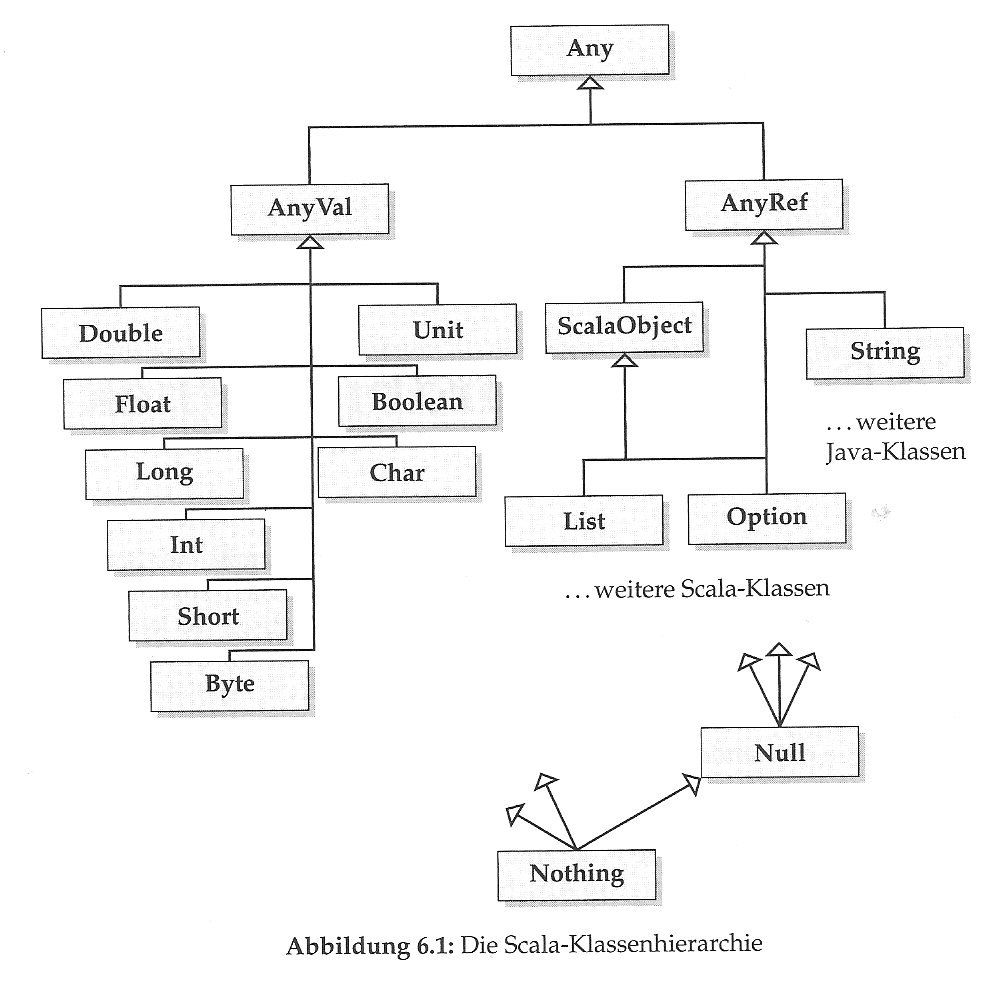 Any
AnyVal
AnyRef
Double
Unit
ScalaObject
String
Float
Boolean
... weitere
Java-Klassen
Long
Char
List
Option
Int
... weitere Scala-Klassen
Short
Byte
Null
Nothing
Abbildung 6.1: Die Scala-Klassenhierarchie